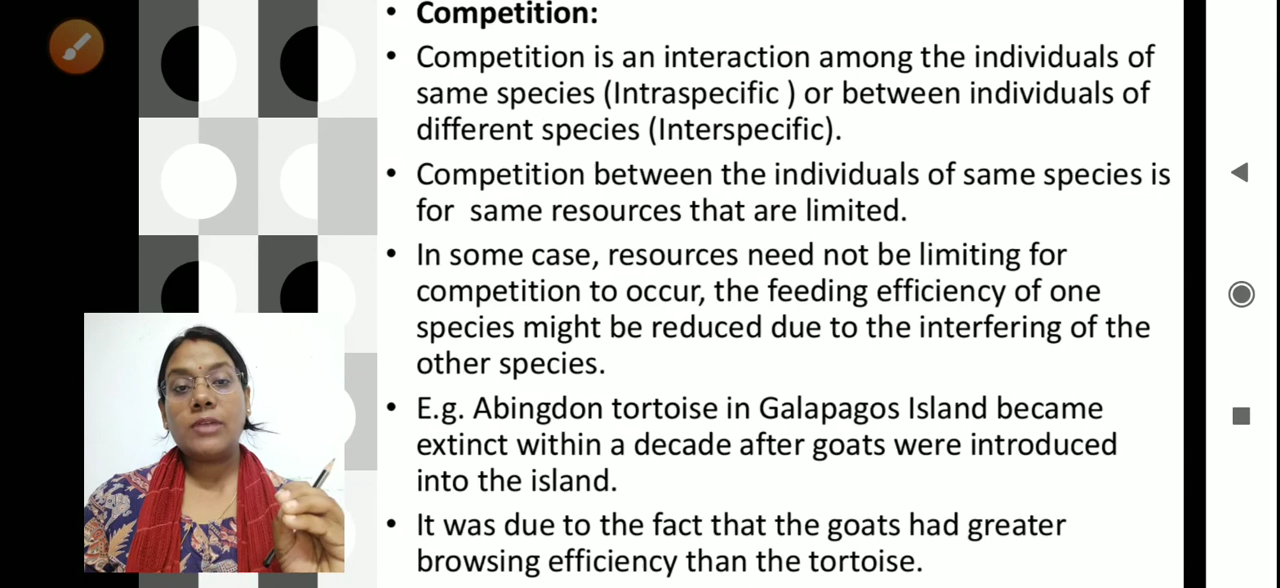 • Competition:
• Competition is an interaction among the individuals of
same species (Intraspecific ) or between individuals of
different species (Interspecific).
• Competition between the individuals of same species is
for  same resources that are limited.
• In some case, resources need not be limiting for
competition to occur, the feeding efficiency of one
species might be reduced due to the interfering of the
other species.
• E.g. Abingdon tortoise in Galapagos Island became
extinct within a decade after goats were introduced
into the island.
• It was due to the fact that the goats had greater
browsing efficiency than the tortoise.